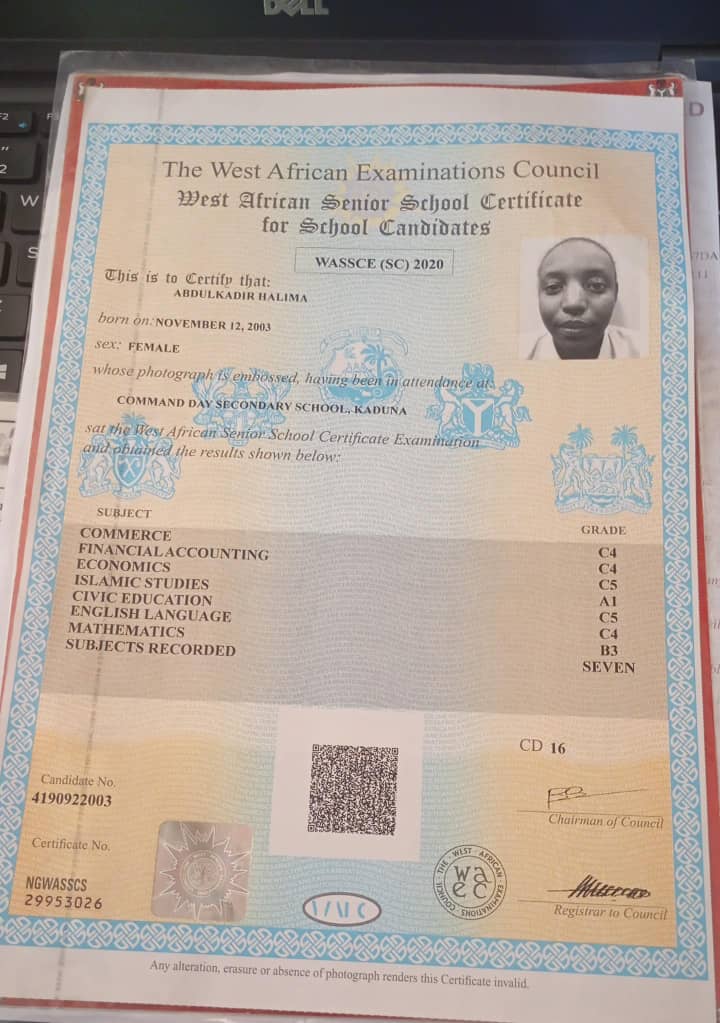 DELL
The West African Examinations Council
West African Senior School Certificate
for School Candidates
WASSCE (SC) 2020
This is to Certify that:
ABDULKADIR HALIMA
born on: NOVEMBER 12, 2003
sex: FEMALE
whose photograph is embossed, having been in attendance at:
COMMAND DAY SECONDARY SCHOOL, KADUNA
sat the West African Senior School Certificate Examination
and obtained the results shown below:
SUBJECT GRADE
COMMERCE C4
FINANCIAL ACCOUNTING C4
ECONOMICS C5
ISLAMIC STUDIES A1
CIVIC EDUCATION C5
ENGLISH LANGUAGE C4
MATHEMATICS B3
SUBJECTS RECORDED SEVEN
CD 16
Chairman of Council
Candidate No.
4190922003
Certificate No.
NGWASSCS
29953026
THE WEST AFRICAN EXAMINATIONS COUNCIL
waec
Registrar to Council
Any alteration, erasure or absence of photograph renders this Certificate invalid.